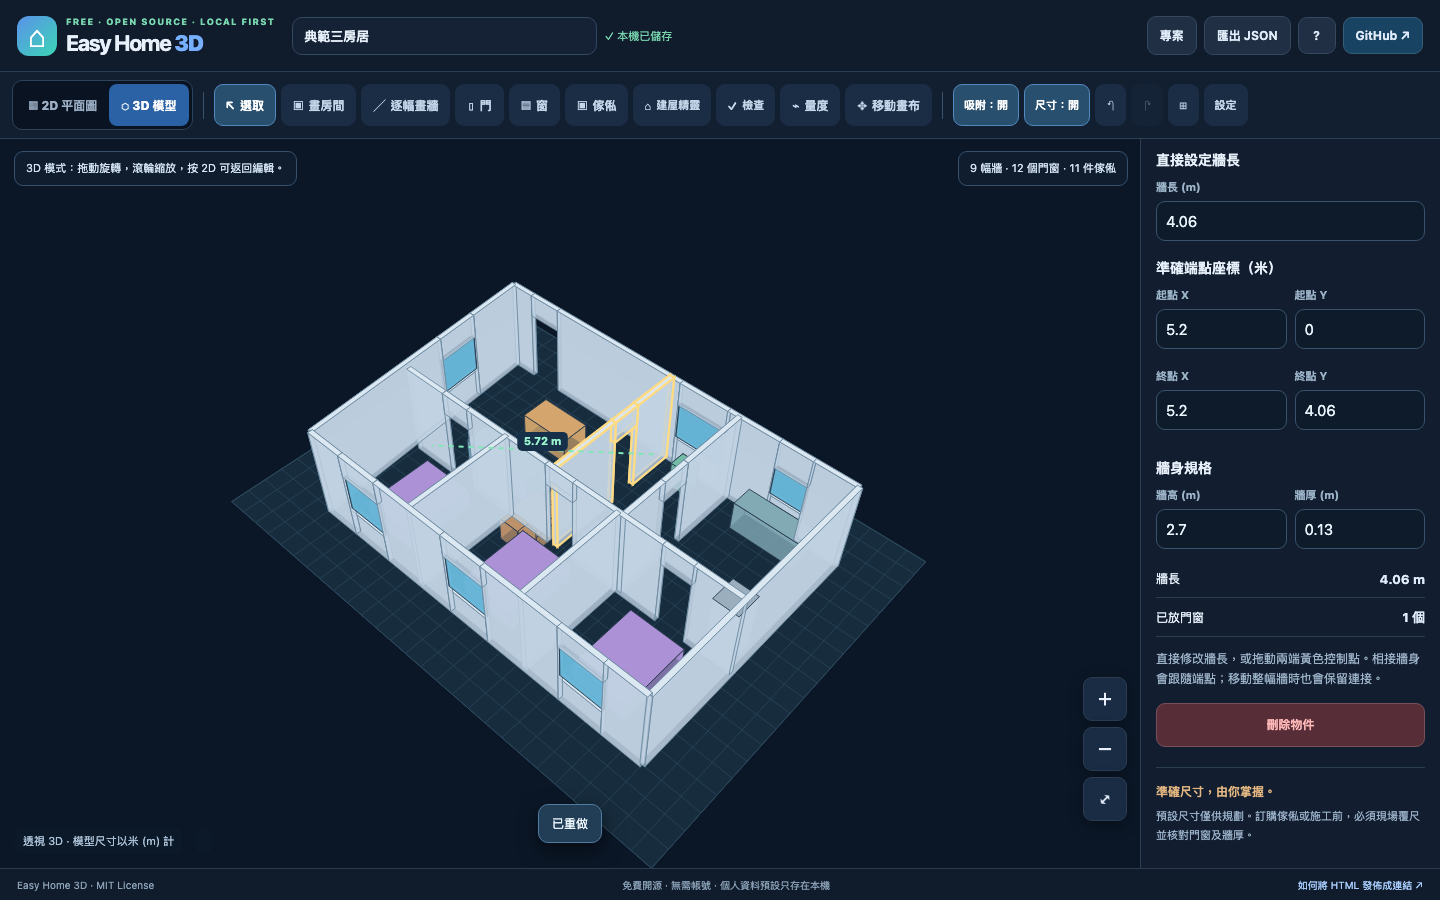 FREE · OPEN SOURCE · LOCAL FIRST
Easy Home 3D
典範三房居
✓ 本機已儲存
專案
匯出 JSON
?
GitHub ↗
2D 平面圖
3D 模型
選取
畫房間
逐幅畫牆
門
窗
傢俬
建屋精靈
檢查
量度
移動畫布
吸附：開
尺寸：開
設定
3D 模式：拖動旋轉，滾輪縮放，按 2D 可返回編輯。
9 幅牆 · 12 個門窗 · 11 件傢俬
5.72 m
+
−
已重做
透視 3D · 模型尺寸以米 (m) 計
直接設定牆長
牆長 (m)
4.06
準確端點座標（米）
起點 X
起點 Y
5.2
0
終點 X
終點 Y
5.2
4.06
牆身規格
牆高 (m)
牆厚 (m)
2.7
0.13
牆長
4.06 m
已放門窗
1 個
直接修改牆長，或拖動兩端黃色控制點。相接牆身
會跟隨端點；移動整幅牆時也會保留連接。
刪除物件
準確尺寸，由你掌握。
預設尺寸僅供規劃。訂購傢俬或施工前，必須現場覆尺
並核對門窗及牆厚。
Easy Home 3D · MIT License
免費開源 · 無需帳號 · 個人資料預設只存在本機
如何將 HTML 發佈成連結 ↗